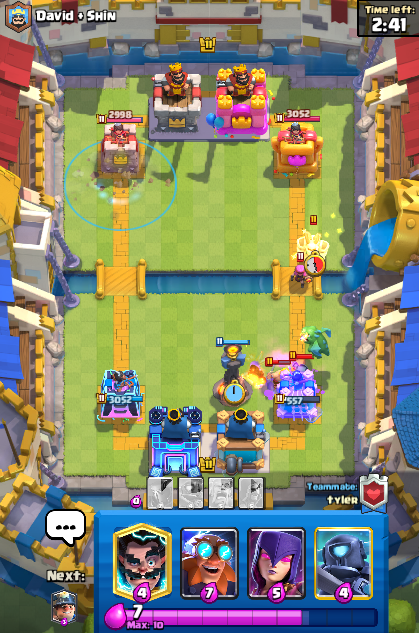 David + Shin
Time left:
2:41
2998
3052
3052
557
Teammate:
tyler
0
...
4
7
5
4
Next:
7
Max: 10